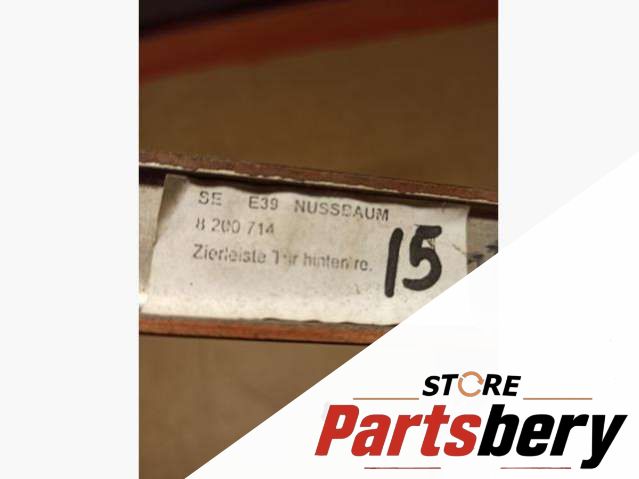 SE E39 NUSSBAUM
8 200 714
Zierleiste Tür hinten re.
15
STORE
Partsbery